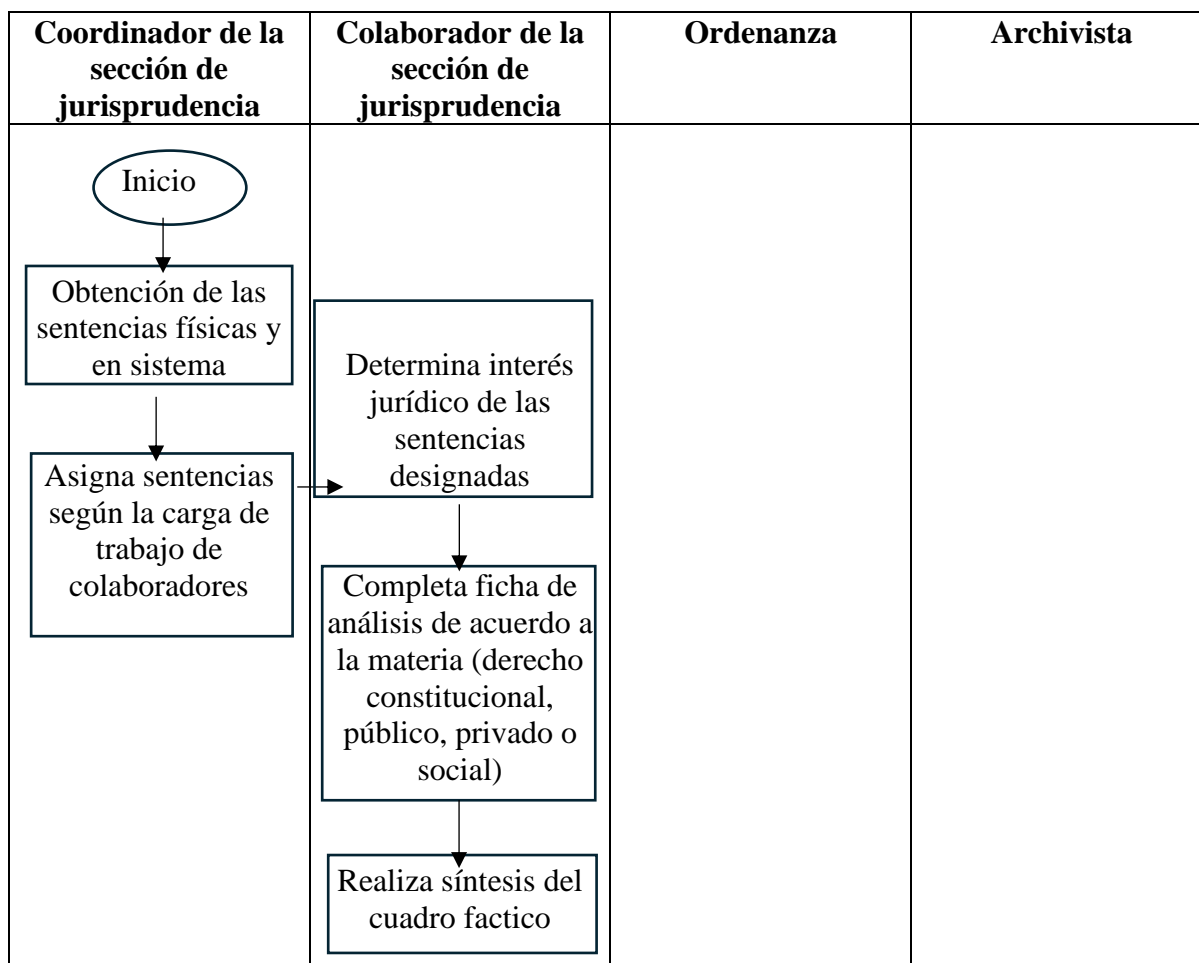 Coordinador de la
sección de
jurisprudencia
Colaborador de la
sección de
jurisprudencia
Ordenanza
Archivista
Inicio
Obtención de las
sentencias físicas y
en sistema
Asigna sentencias
según la carga de
trabajo de
colaboradores
Determina interés
jurídico de las
sentencias
designadas
Completa ficha de
análisis de acuerdo a
la materia (derecho
constitucional,
público, privado o
social)
Realiza síntesis del
cuadro factico